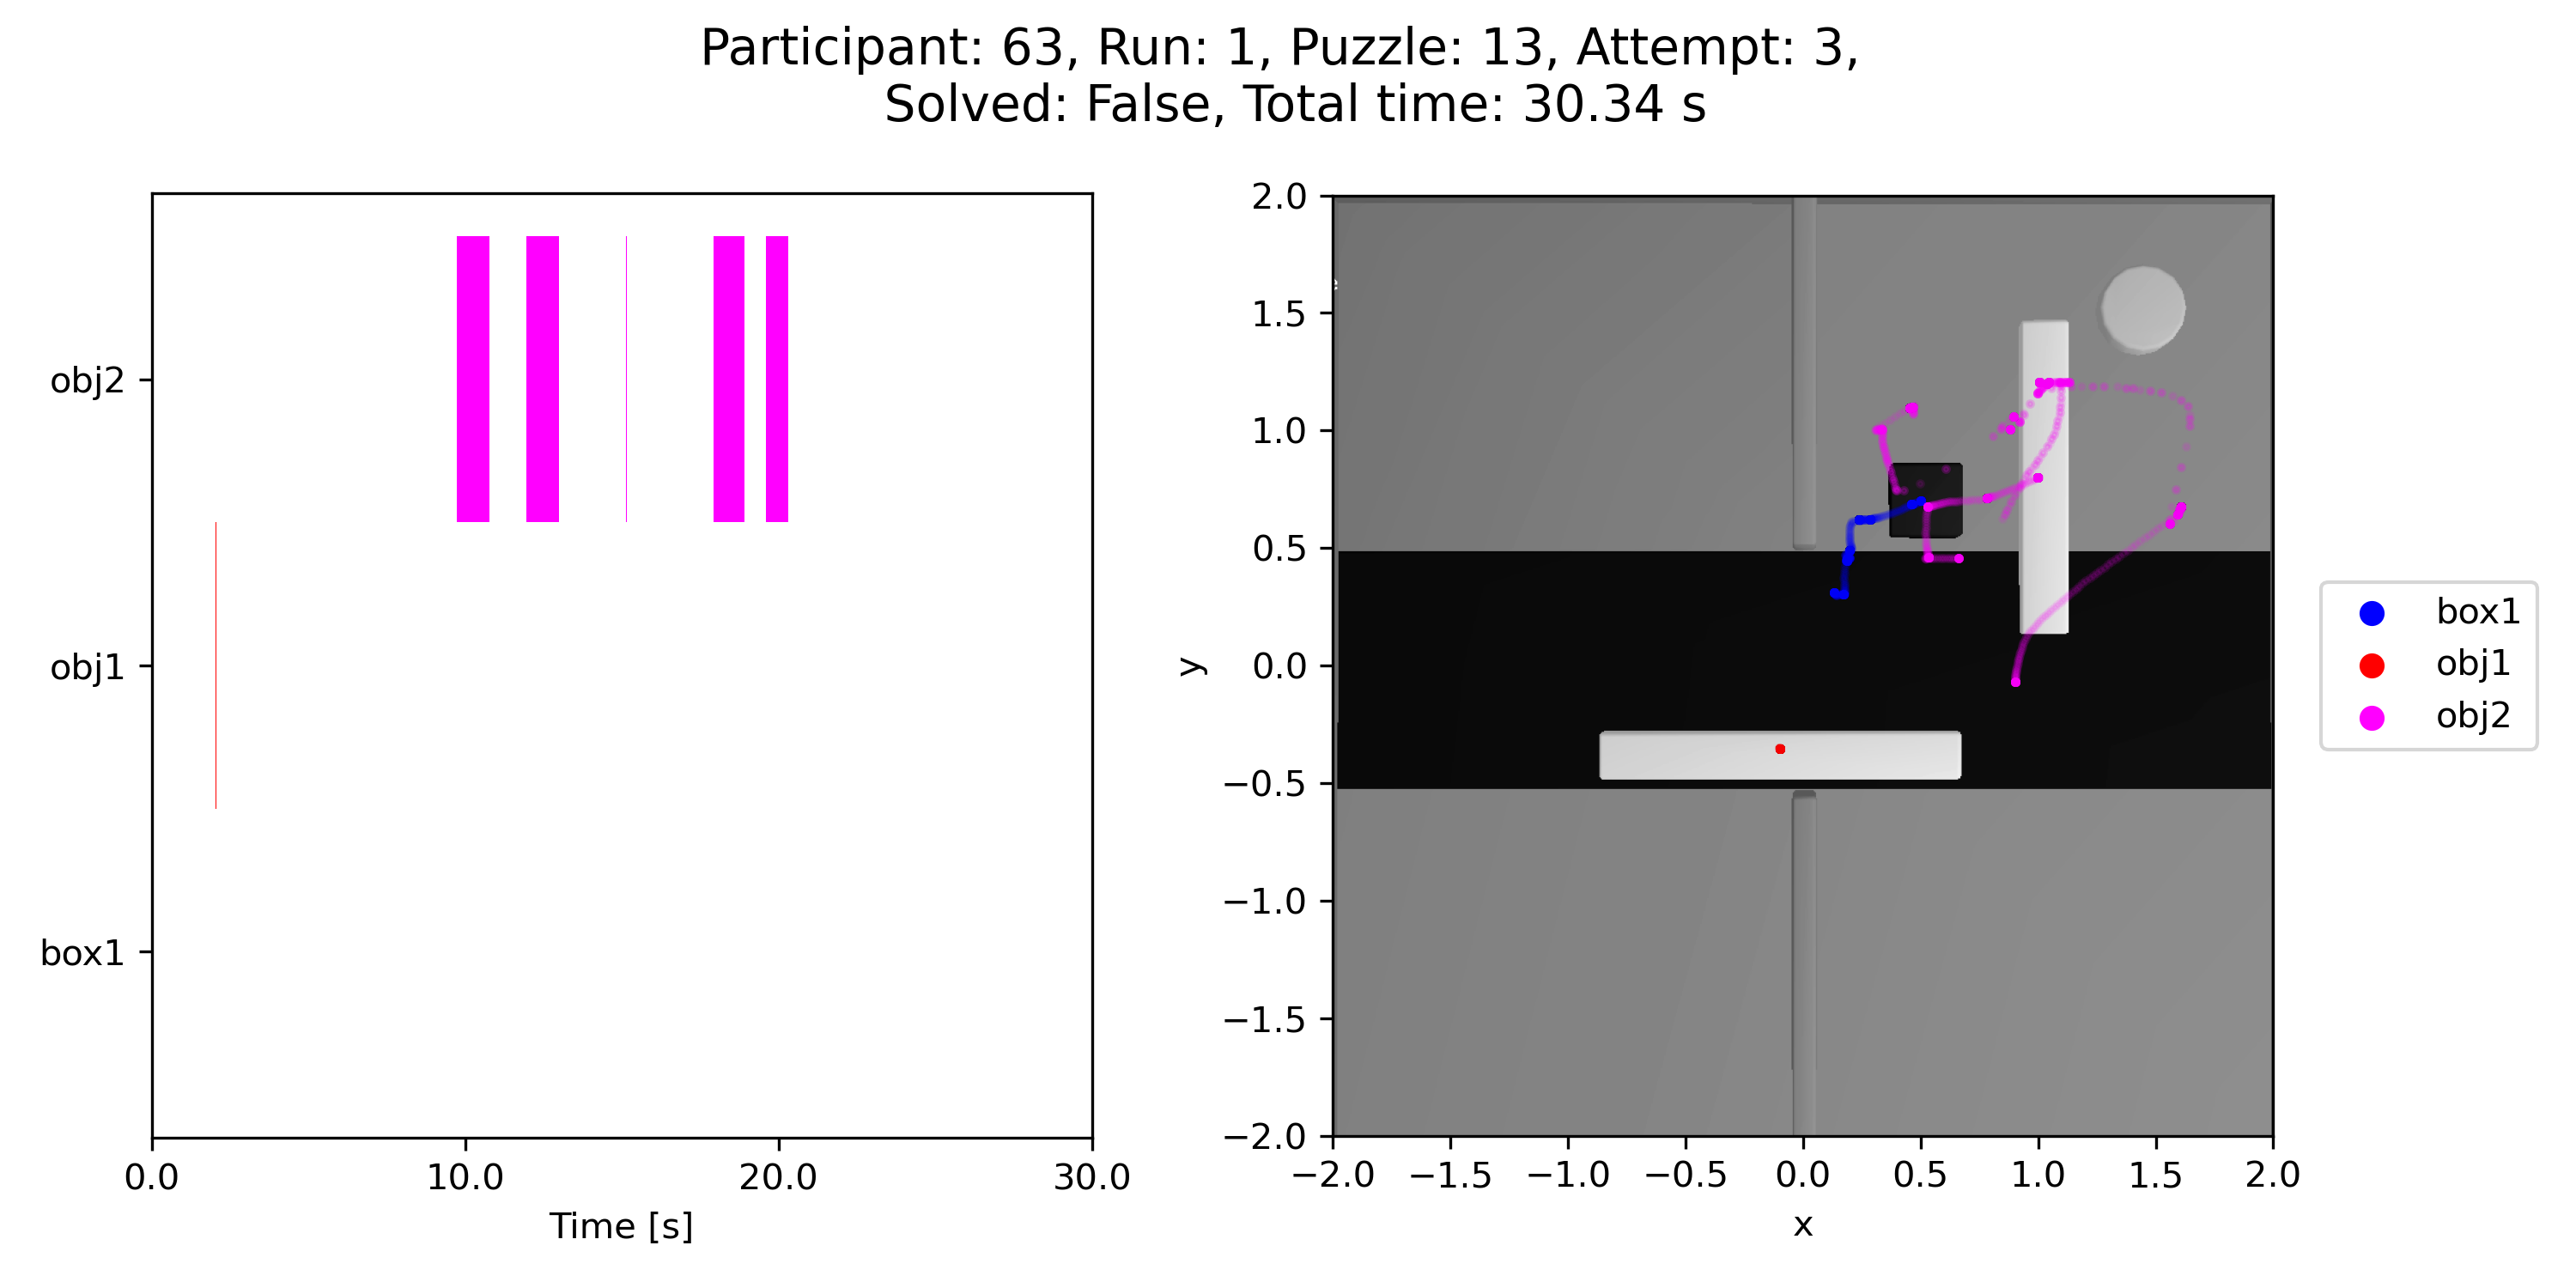 Participant: 63, Run: 1, Puzzle: 13, Attempt: 3,
Solved: False, Total time: 30.34 s
obj2
obj1
box1
0.0 10.0 20.0 30.0
Time [s]
2.0
1.5
1.0
0.5
0.0
−0.5
−1.0
−1.5
−2.0
y
−2.0 −1.5 −1.0 −0.5 0.0 0.5 1.0 1.5 2.0
x
e
box1
obj1
obj2